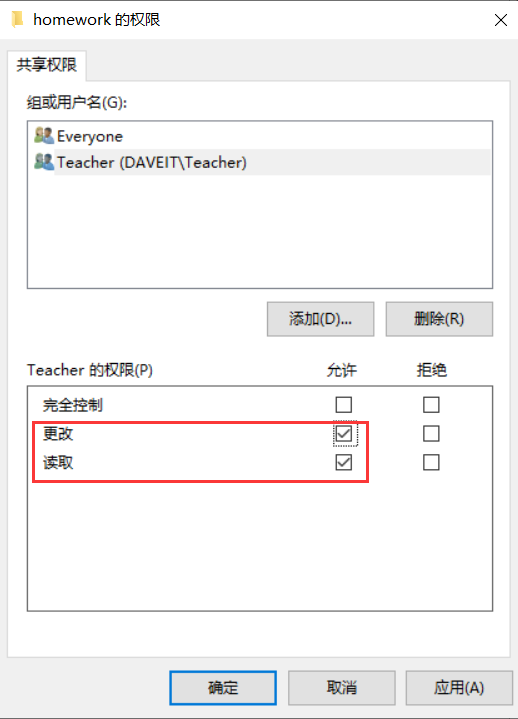 homework 的权限
共享权限
组或用户名(G):
Everyone
Teacher (DAVEIT\Teacher)
添加(D)... 删除(R)
Teacher 的权限(P) 允许 拒绝
完全控制
更改
读取
确定 取消 应用(A)